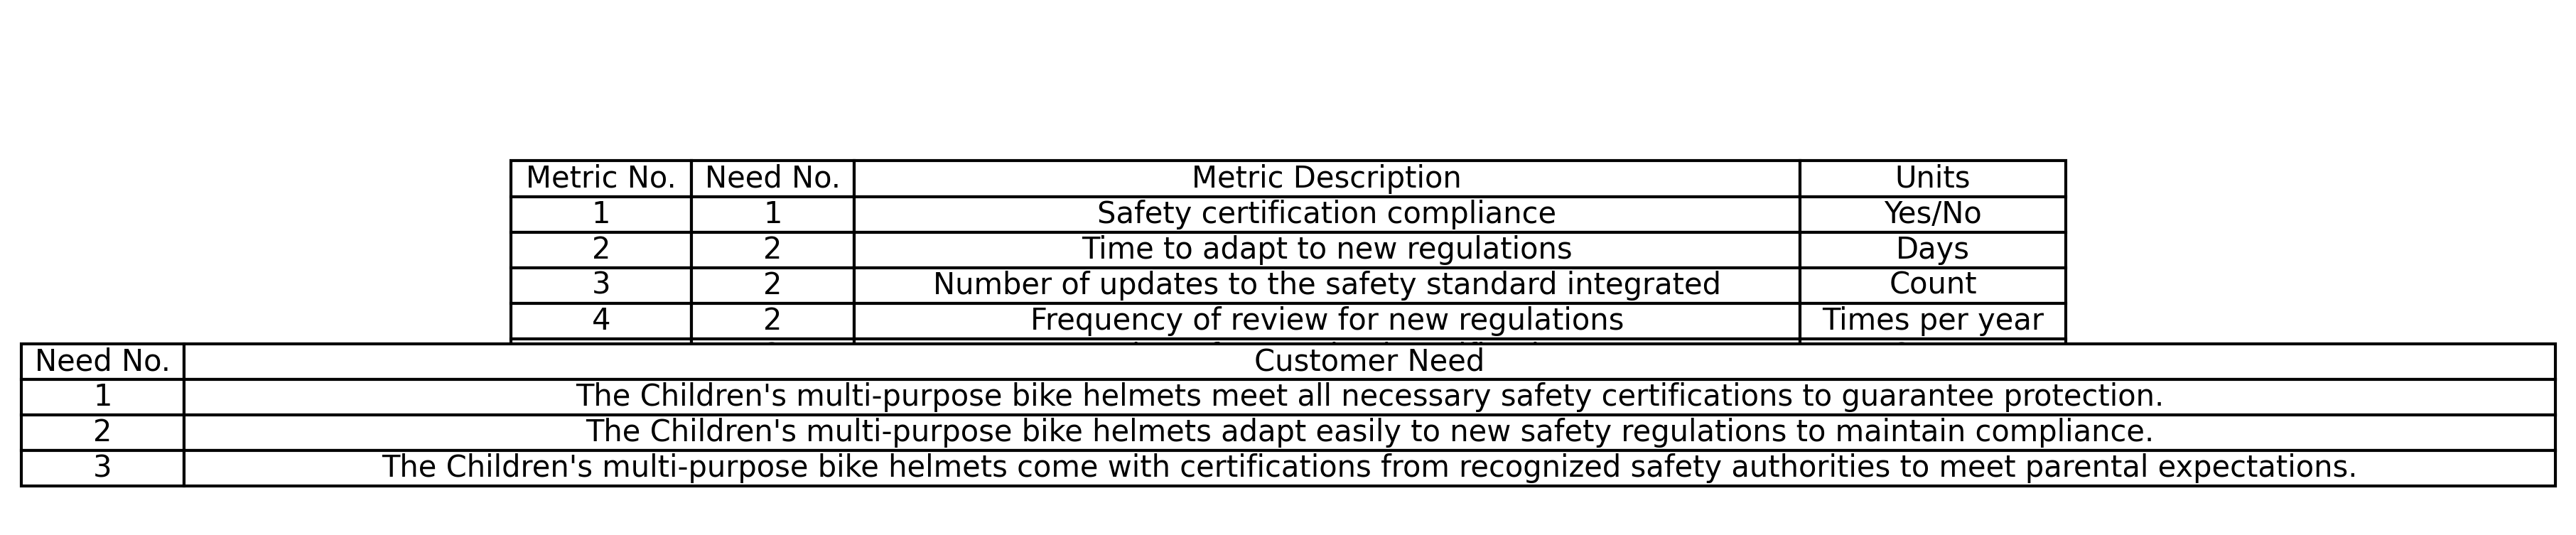 Metric No. Need No. Metric Description Units
1 1 Safety certification compliance Yes/No
2 2 Time to adapt to new regulations Days
3 2 Number of updates to the safety standard integrated Count
4 2 Frequency of review for new regulations Times per year
Need No. Customer Need
1 The Children's multi-purpose bike helmets meet all necessary safety certifications to guarantee protection.
2 The Children's multi-purpose bike helmets adapt easily to new safety regulations to maintain compliance.
3 The Children's multi-purpose bike helmets come with certifications from recognized safety authorities to meet parental expectations.